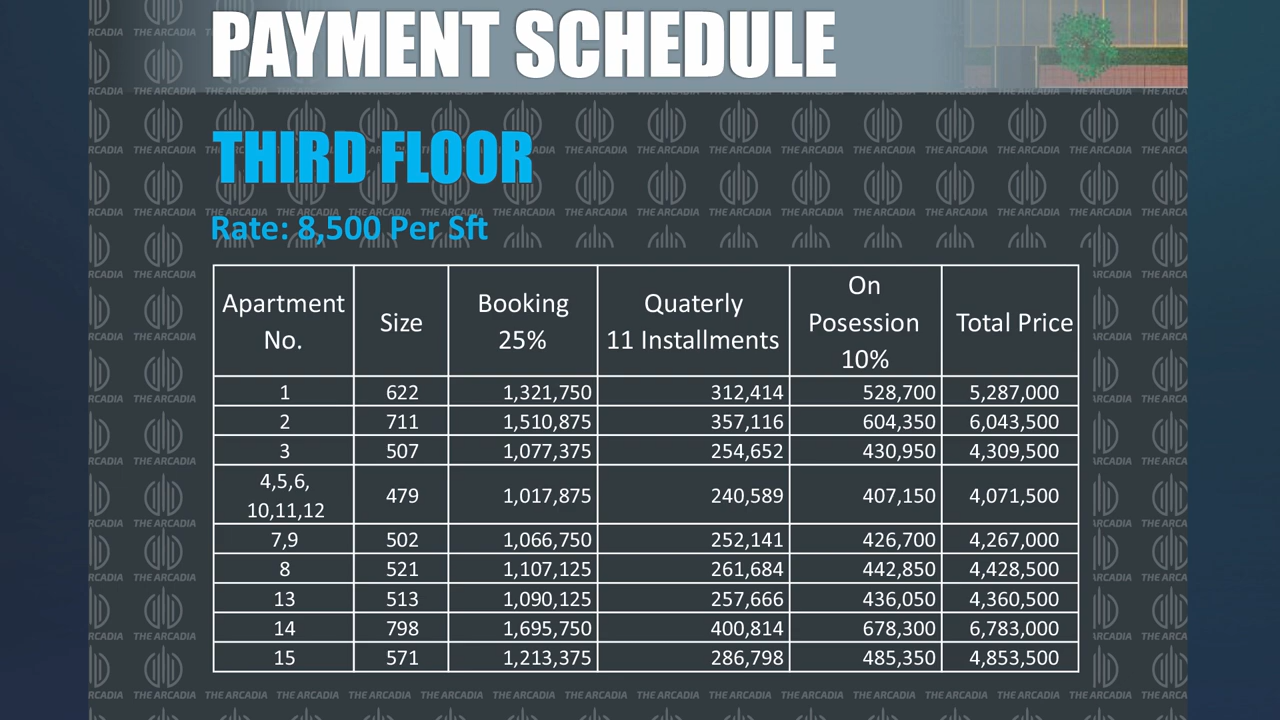 PAYMENT SCHEDULE
THIRD FLOOR
Rate: 8,500 Per Sft
Apartment No. Size Booking 25% Quaterly 11 Installments On Posession 10% Total Price
1 622 1,321,750 312,414 528,700 5,287,000
2 711 1,510,875 357,116 604,350 6,043,500
3 507 1,077,375 254,652 430,950 4,309,500
4,5,6, 10,11,12 479 1,017,875 240,589 407,150 4,071,500
7,9 502 1,066,750 252,141 426,700 4,267,000
8 521 1,107,125 261,684 442,850 4,428,500
13 513 1,090,125 257,666 436,050 4,360,500
14 798 1,695,750 400,814 678,300 6,783,000
15 571 1,213,375 286,798 485,350 4,853,500
THE ARCADIA